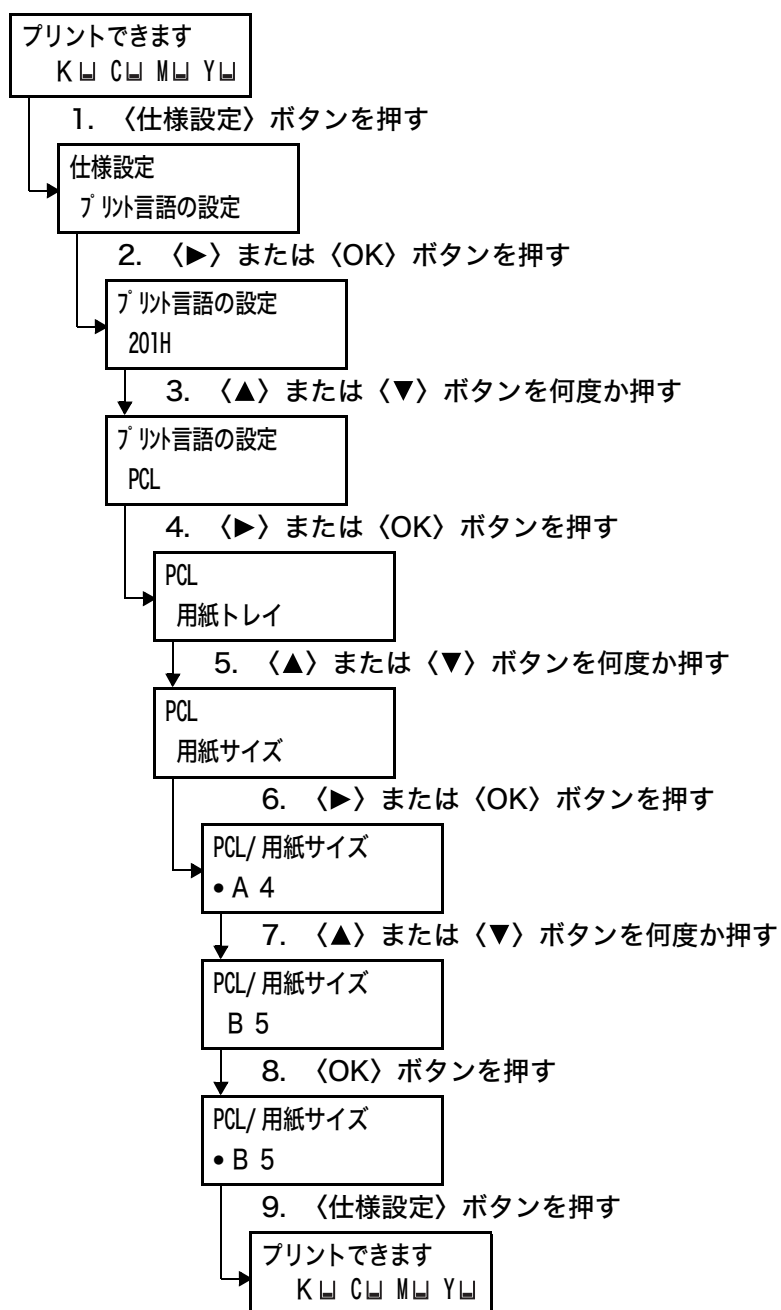 プリントできます
K C M Y
1. 〈仕様設定〉ボタンを押す
仕様設定
プリント言語の設定
2. 〈▶〉または〈OK〉ボタンを押す
プリント言語の設定
201H
3. 〈▲〉または〈▼〉ボタンを何度か押す
プリント言語の設定
PCL
4. 〈▶〉または〈OK〉ボタンを押す
PCL
用紙トレイ
5. 〈▲〉または〈▼〉ボタンを何度か押す
PCL
用紙サイズ
6. 〈▶〉または〈OK〉ボタンを押す
PCL/ 用紙サイズ
• A 4
7. 〈▲〉または〈▼〉ボタンを何度か押す
PCL/ 用紙サイズ
B 5
8. 〈OK〉ボタンを押す
PCL/ 用紙サイズ
• B 5
9. 〈仕様設定〉ボタンを押す
プリントできます
K C M Y